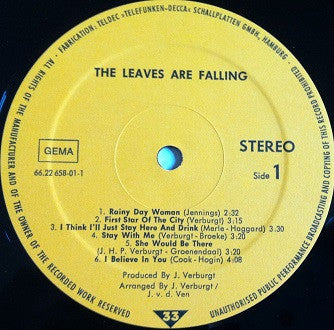 • FABRICATION: TELDEC »TELEFUNKEN-DECCA« SCHALLPLATTEN GMBH, HAMBURG •
ALL RIGHTS OF THE MANUFACTURER AND OF THE OWNER OF THE RECORDED WORK RESERVED
THE LEAVES ARE FALLING
GEMA
66.22 658-01-1
STEREO
Side 1
1. Rainy Day Woman (Jennings) 2:32
2. First Star Of The City (Verburgt) 2:15
3. I Think I'll Just Stay Here And Drink (Merle-Haggard) 3:30
4. Stay With Me (Verburgt-Broeke) 3:20
5. She Would Be There
(J. H. P. Verburgt-Groenendaal) 2:31
6. I Believe In You (Cook-Hogin) 4:08
Produced By J. Verburgt
Arranged By J. Verburgt/
J. v. d. Ven
33
UNAUTHORISED PUBLIC PERFORMANCE BROADCASTING AND COPYING OF THIS RECORD PROHIBITED